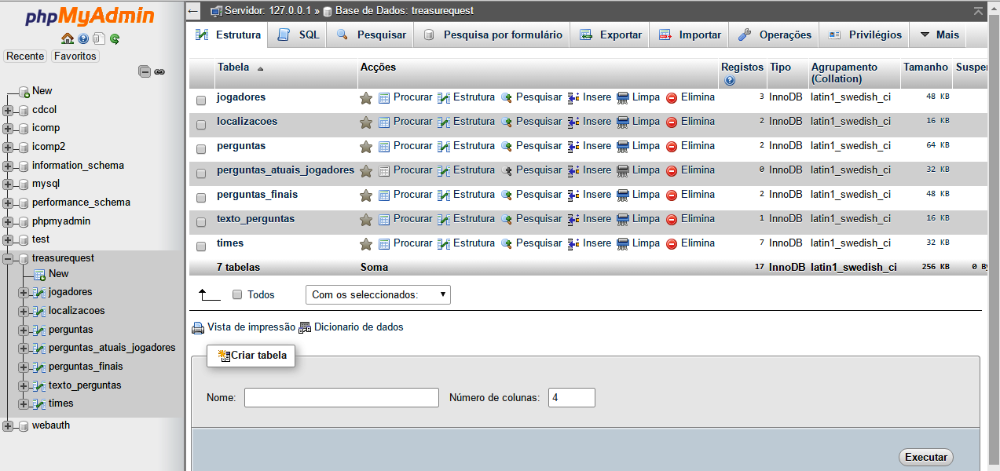 phpMyAdmin
Recente Favoritos
New
cdcol
icomp
icomp2
information_schema
mysql
performance_schema
phpmyadmin
test
treasurequest
New
jogadores
localizacoes
perguntas
perguntas_atuais_jogadores
perguntas_finais
texto_perguntas
times
webauth
Servidor: 127.0.0.1 » Base de Dados: treasurequest
Estrutura SQL Pesquisar Pesquisa por formulário Exportar Importar Operações Privilégios Mais
Tabela Acções Registos Tipo Agrupamento (Collation) Tamanho Suspen
jogadores Procurar Estrutura Pesquisar Insere Limpa Elimina 3 InnoDB latin1_swedish_ci 48 KB
localizacoes Procurar Estrutura Pesquisar Insere Limpa Elimina 2 InnoDB latin1_swedish_ci 16 KB
perguntas Procurar Estrutura Pesquisar Insere Limpa Elimina 2 InnoDB latin1_swedish_ci 64 KB
perguntas_atuais_jogadores Procurar Estrutura Pesquisar Insere Limpa Elimina 0 InnoDB latin1_swedish_ci 32 KB
perguntas_finais Procurar Estrutura Pesquisar Insere Limpa Elimina 2 InnoDB latin1_swedish_ci 48 KB
texto_perguntas Procurar Estrutura Pesquisar Insere Limpa Elimina 1 InnoDB latin1_swedish_ci 16 KB
times Procurar Estrutura Pesquisar Insere Limpa Elimina 7 InnoDB latin1_swedish_ci 32 KB
7 tabelas Soma 17 InnoDB latin1_swedish_ci 256 KB 0 By
Todos Com os seleccionados:
Vista de impressão Dicionario de dados
Criar tabela
Nome: Número de colunas: 4
Executar